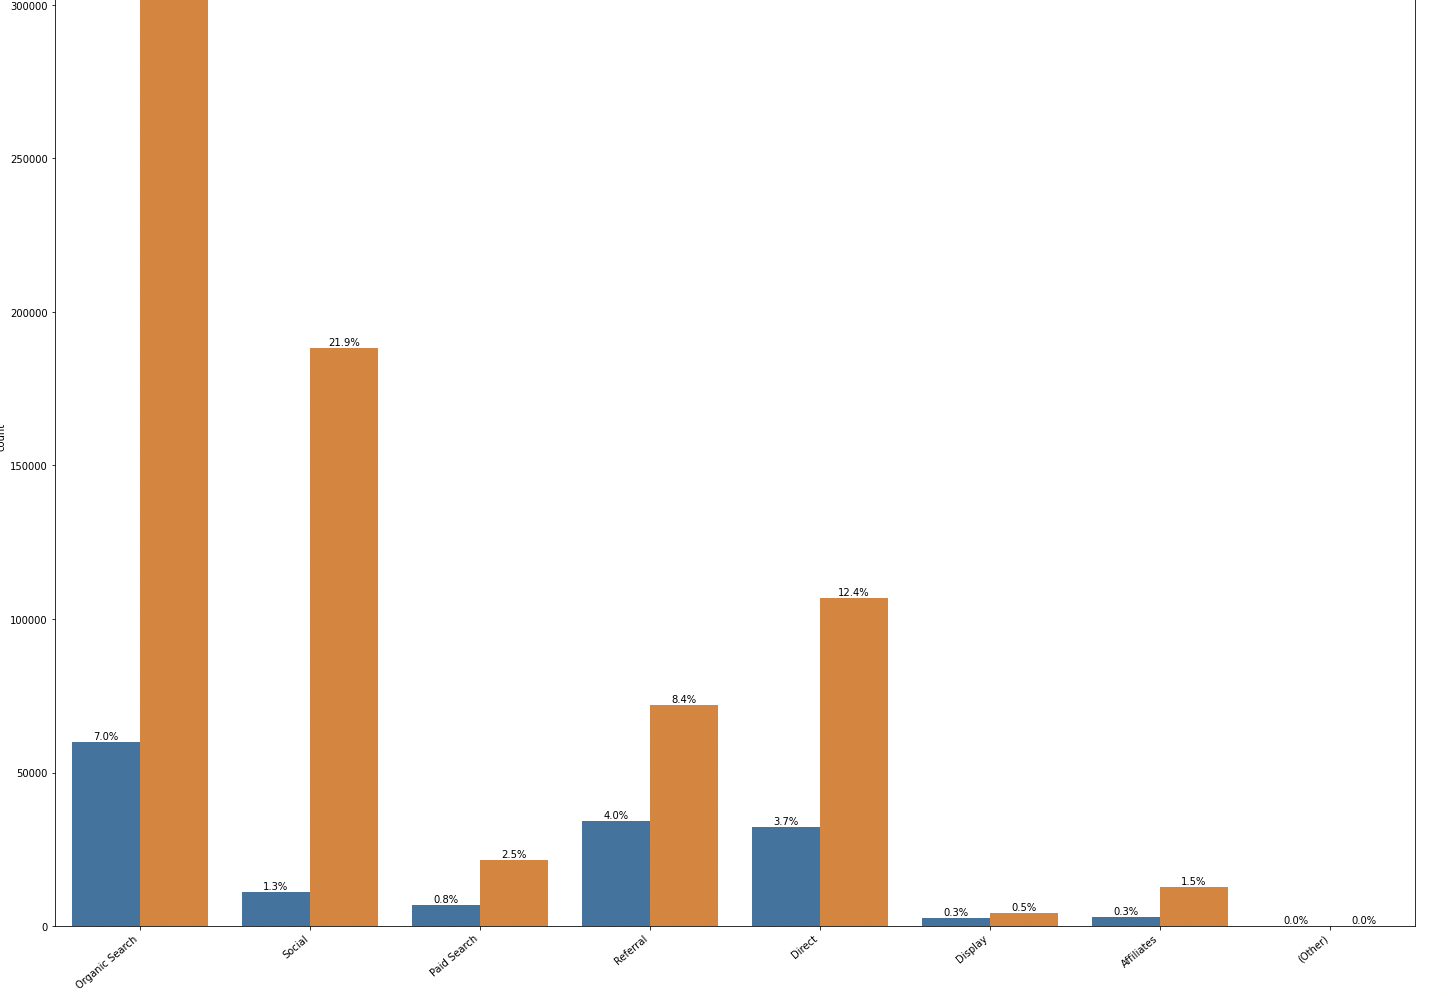 300000
250000
200000
150000
100000
50000
0
count
7.0%
1.3%
21.9%
0.8%
2.5%
4.0%
8.4%
3.7%
12.4%
0.3%
0.5%
0.3%
1.5%
0.0%
0.0%
Organic Search
Social
Paid Search
Referral
Direct
Display
Affiliates
(Other)